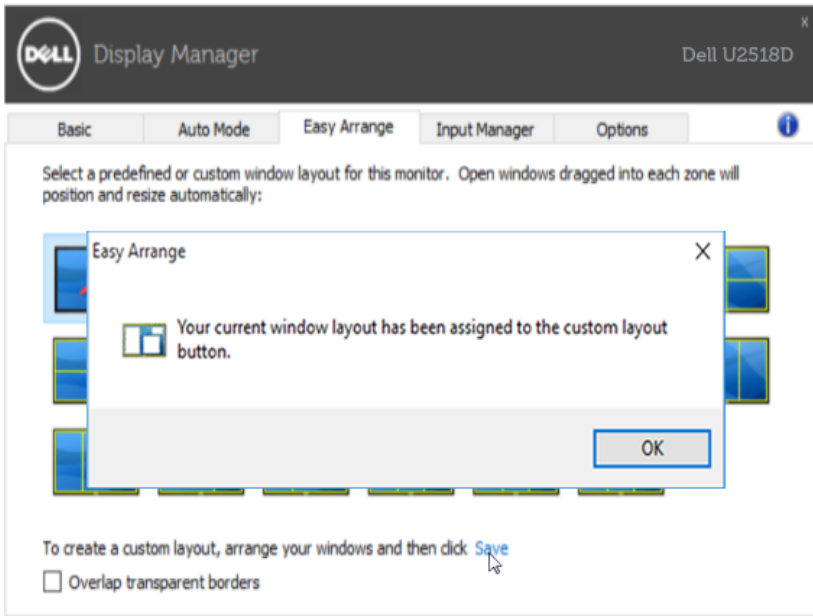 DELL
Display Manager
x
Dell U2518D
Basic
Auto Mode
Easy Arrange
Input Manager
Options
i
Select a predefined or custom window layout for this monitor. Open windows dragged into each zone will
position and resize automatically:
Easy Arrange
X
Your current window layout has been assigned to the custom layout
button.
OK
To create a custom layout, arrange your windows and then click Save
Overlap transparent borders